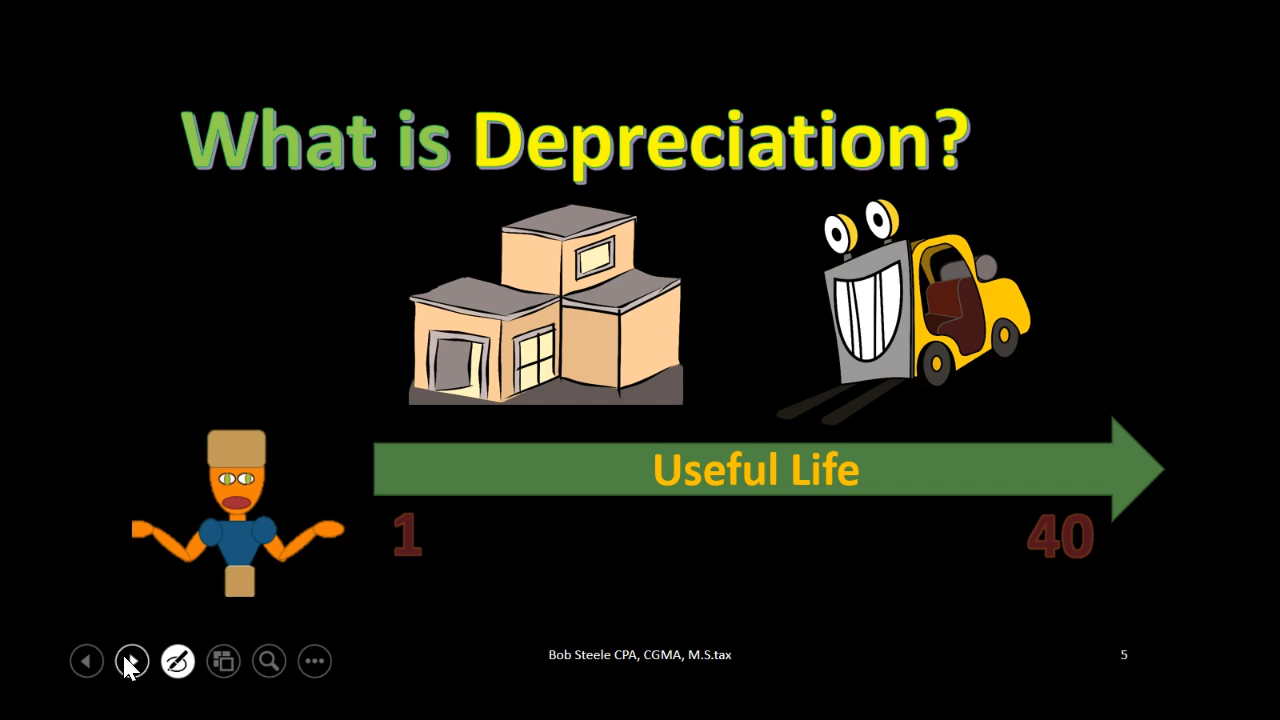 What is Depreciation?
Useful Life
1 40
Bob Steele CPA, CGMA, M.S.tax 5